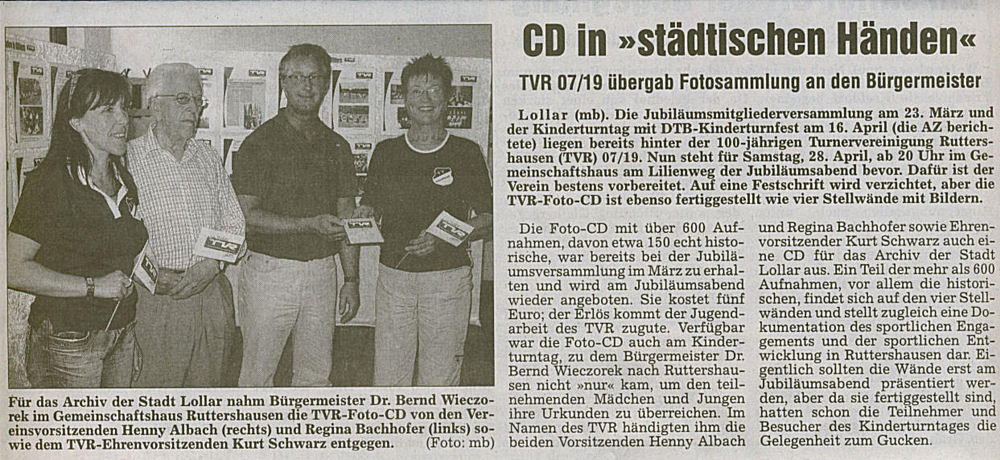 CD in »städtischen Händen«
TVR 07/19 übergab Fotosammlung an den Bürgermeister
Lollar (mb). Die Jubiläumsmitgliederversammlung am 23. März und
der Kinderturntag mit DTB-Kinderturnfest am 16. April (die AZ berich-
tete) liegen bereits hinter der 100-jährigen Turnervereinigung Rutters-
hausen (TVR) 07/19. Nun steht für Samstag, 28. April, ab 20 Uhr im Ge-
meinschaftshaus am Lilienweg der Jubiläumsabend bevor. Dafür ist der
Verein bestens vorbereitet. Auf eine Festschrift wird verzichtet, aber die
TVR-Foto-CD ist ebenso fertiggestellt wie vier Stellwände mit Bildern.
Die Foto-CD mit über 600 Auf-
nahmen, davon etwa 150 echt histo-
rische, war bereits bei der Jubilä-
umsversammlung im März zu erhal-
ten und wird am Jubiläumsabend
wieder angeboten. Sie kostet fünf
Euro; der Erlös kommt der Jugend-
arbeit des TVR zugute. Verfügbar
war die Foto-CD auch am Kinder-
turntag, zu dem Bürgermeister Dr.
Bernd Wieczorek nach Ruttershau-
sen nicht »nur« kam, um den teil-
nehmenden Mädchen und Jungen
ihre Urkunden zu überreichen. Im
Namen des TVR händigten ihm die
beiden Vorsitzenden Henny Albach
und Regina Bachhofer sowie Ehren-
vorsitzender Kurt Schwarz auch ei-
ne CD für das Archiv der Stadt
Lollar aus. Ein Teil der mehr als 600
Aufnahmen, vor allem die histori-
schen, findet sich auf den vier Stell-
wänden und stellt zugleich eine Do-
kumentation des sportlichen Enga-
gements und der sportlichen Ent-
wicklung in Ruttershausen dar. Ei-
gentlich sollten die Wände erst am
Jubiläumsabend präsentiert wer-
den, aber da sie fertiggestellt sind,
hatten schon die Teilnehmer und
Besucher des Kinderturntages die
Gelegenheit zum Gucken.
TVR
TVR
TVR
Für das Archiv der Stadt Lollar nahm Bürgermeister Dr. Bernd Wieczo-
rek im Gemeinschaftshaus Ruttershausen die TVR-Foto-CD von den Ver-
einsvorsitzenden Henny Albach (rechts) und Regina Bachhofer (links) so-
wie dem TVR-Ehrenvorsitzenden Kurt Schwarz entgegen. (Foto: mb)